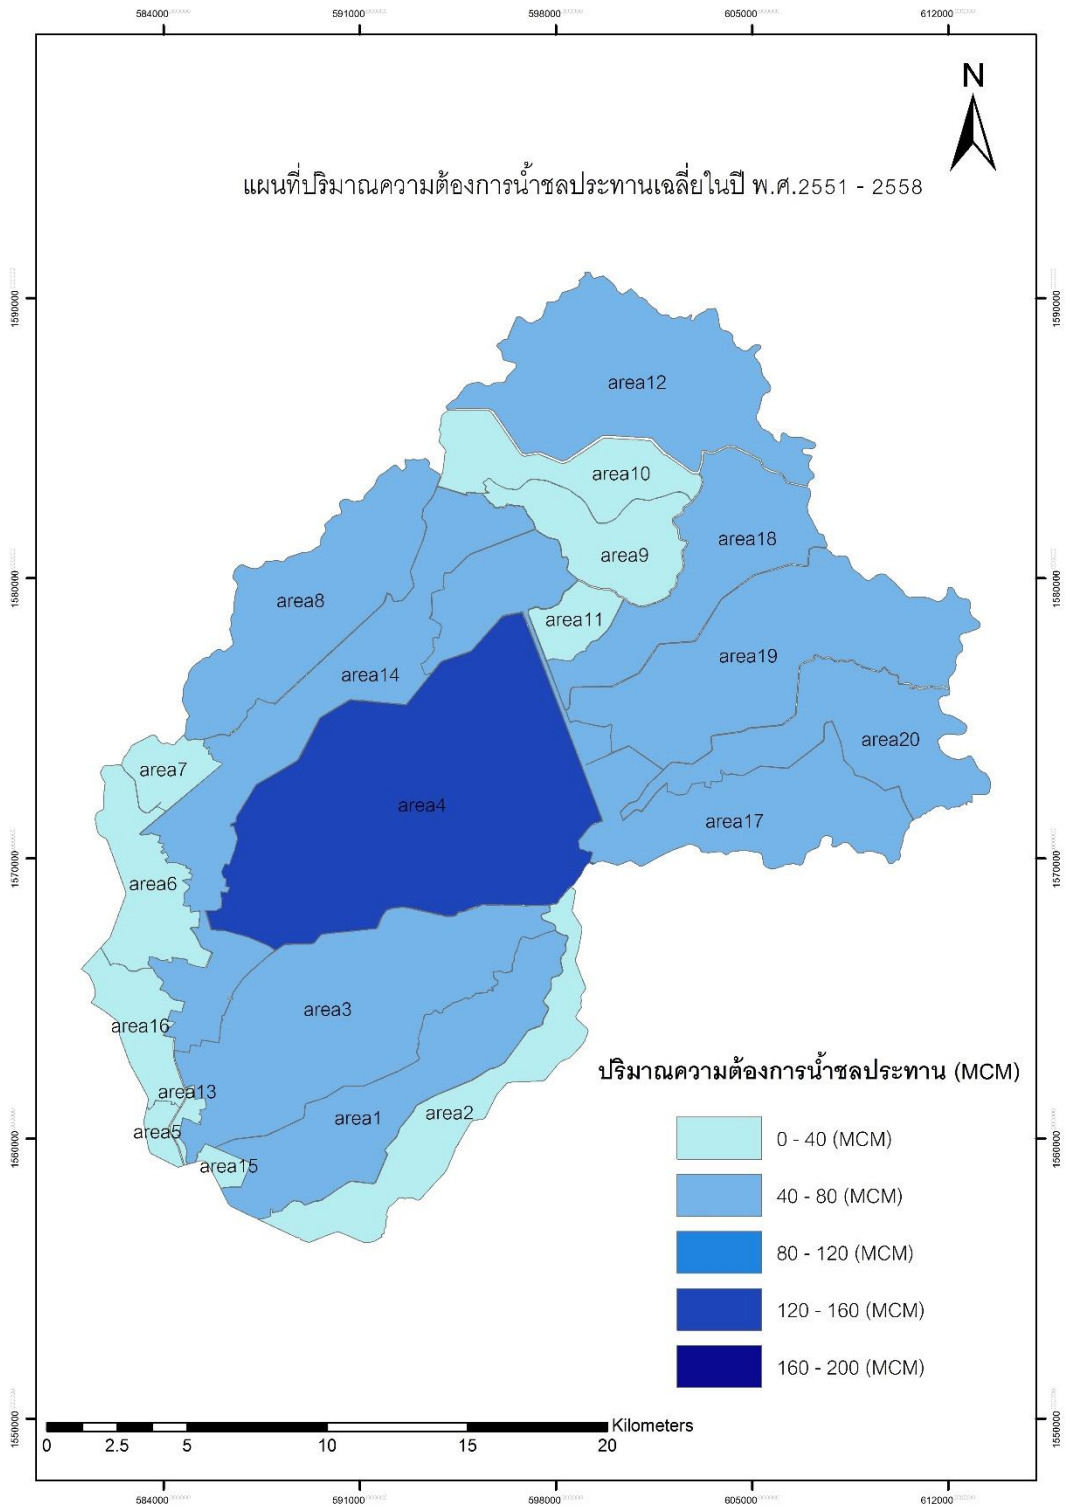 584000 591000 598000 605000 612000
N
แผนที่ปริมาณความต้องการน้ำชลประทานเฉลี่ยในปี พ.ศ.2551 - 2558
1590000 1590000
area12
area10
area18
area9
1580000 1580000
area8
area11
area19
area14
area20
area7
area4
area17
1570000 1570000
area6
area3
area16
ปริมาณความต้องการน้ำชลประทาน (MCM)
area13
area2
area1
area5
1560000 1560000
0 - 40 (MCM)
area15
40 - 80 (MCM)
80 - 120 (MCM)
120 - 160 (MCM)
160 - 200 (MCM)
1550000 1550000
Kilometers
0 2.5 5 10 15 20
584000 591000 598000 605000 612000